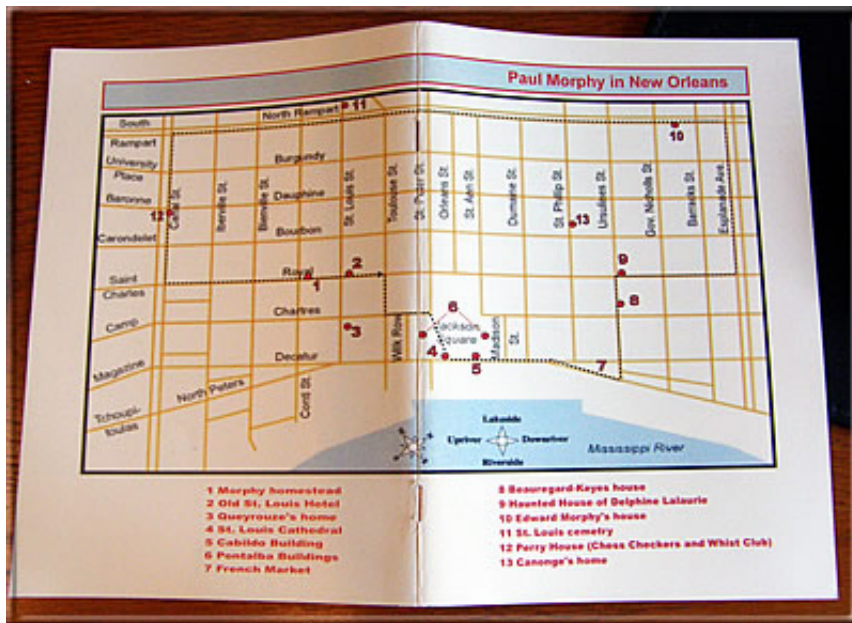 Paul Morphy in New Orleans
South
Rampart
University
Place
Baronne
Carondelet
Saint
Charles
Camp
Magazine
Tchoupi-
toulas
North Rampart
11
10
Burgundy
Dauphine
Bourbon
Royal
Chartres
Decatur
North Peters
Canal St.
Iberville St.
Bienville St.
Conti St.
St. Louis St.
Toulouse St.
Wilk Row
St. Peter St.
Orleans St.
St. Ann St.
Madison
St.
Dumaine St.
St. Philip St.
Ursulines St.
Gov. Nicholls St.
Barracks St.
Esplanade Ave.
12
13
1
2
9
8
3
6
Jackson
Square
4
5
7
Lakeside
Upriver
Downriver
Riverside
Mississippi River
1 Morphy homestead
2 Old St. Louis Hotel
3 Queyrouze's home
4 St. Louis Cathedral
5 Cabildo Building
6 Pontalba Buildings
7 French Market
8 Beauregard-Keyes house
9 Haunted House of Delphine Lalaurie
10 Edward Morphy's house
11 St. Louis cemetry
12 Perry House (Chess Checkers and Whist Club)
13 Canonge's home